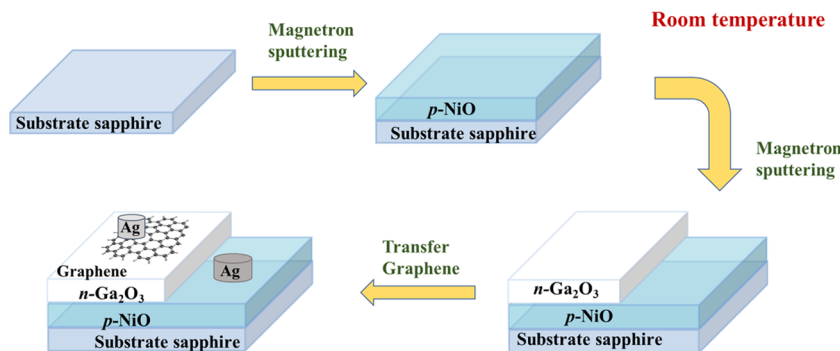 Room temperature
Magnetron
sputtering
Substrate sapphire
p-NiO
Substrate sapphire
Magnetron
sputtering
n-Ga₂O₃
p-NiO
Substrate sapphire
Transfer
Graphene
Ag
Graphene
Ag
n-Ga₂O₃
p-NiO
Substrate sapphire